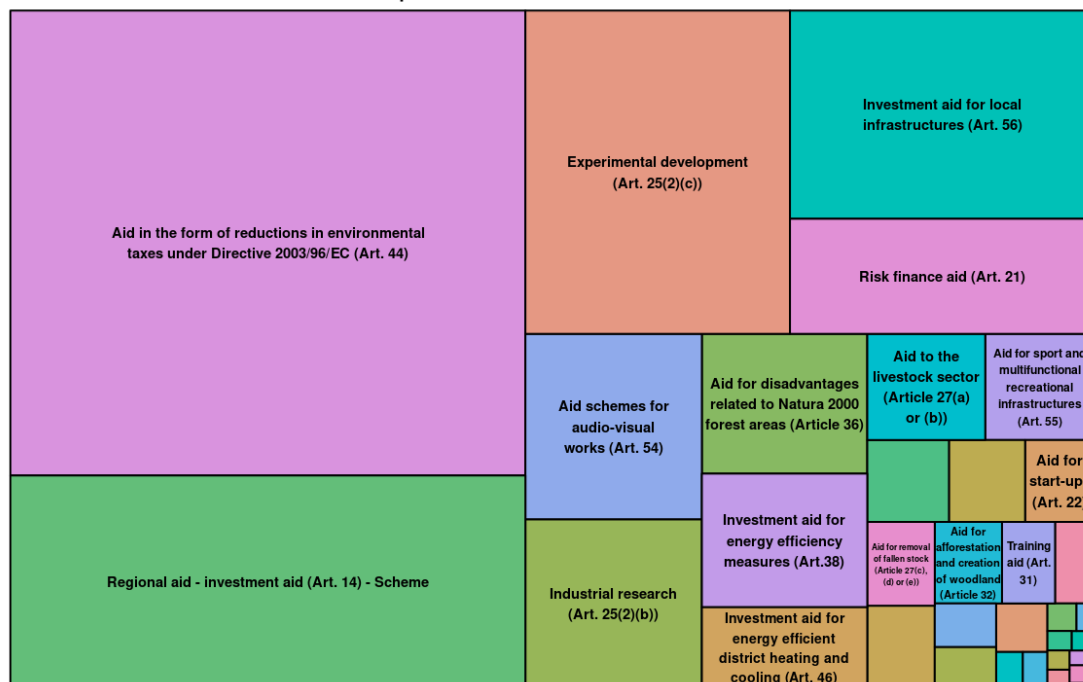 Investment aid for local
infrastructures (Art. 56)
Experimental development
(Art. 25(2)(c))
Aid in the form of reductions in environmental
taxes under Directive 2003/96/EC (Art. 44)
Risk finance aid (Art. 21)
Aid schemes for
audio-visual
works (Art. 54)
Aid for disadvantages
related to Natura 2000
forest areas (Article 36)
Aid to the
livestock sector
(Article 27(a)
or (b))
Aid for sport and
multifunctional
recreational
infrastructures
(Art. 55)
Aid for
start-up
(Art. 22)
Investment aid for
energy efficiency
measures (Art.38)
Aid for removal
of fallen stock
(Article 27(c),
(d) or (e))
Aid for
afforestation
and creation
of woodland
(Article 32)
Training
aid (Art.
31)
Regional aid - investment aid (Art. 14) - Scheme
Industrial research
(Art. 25(2)(b))
Investment aid for
energy efficient
district heating and
cooling (Art. 46)